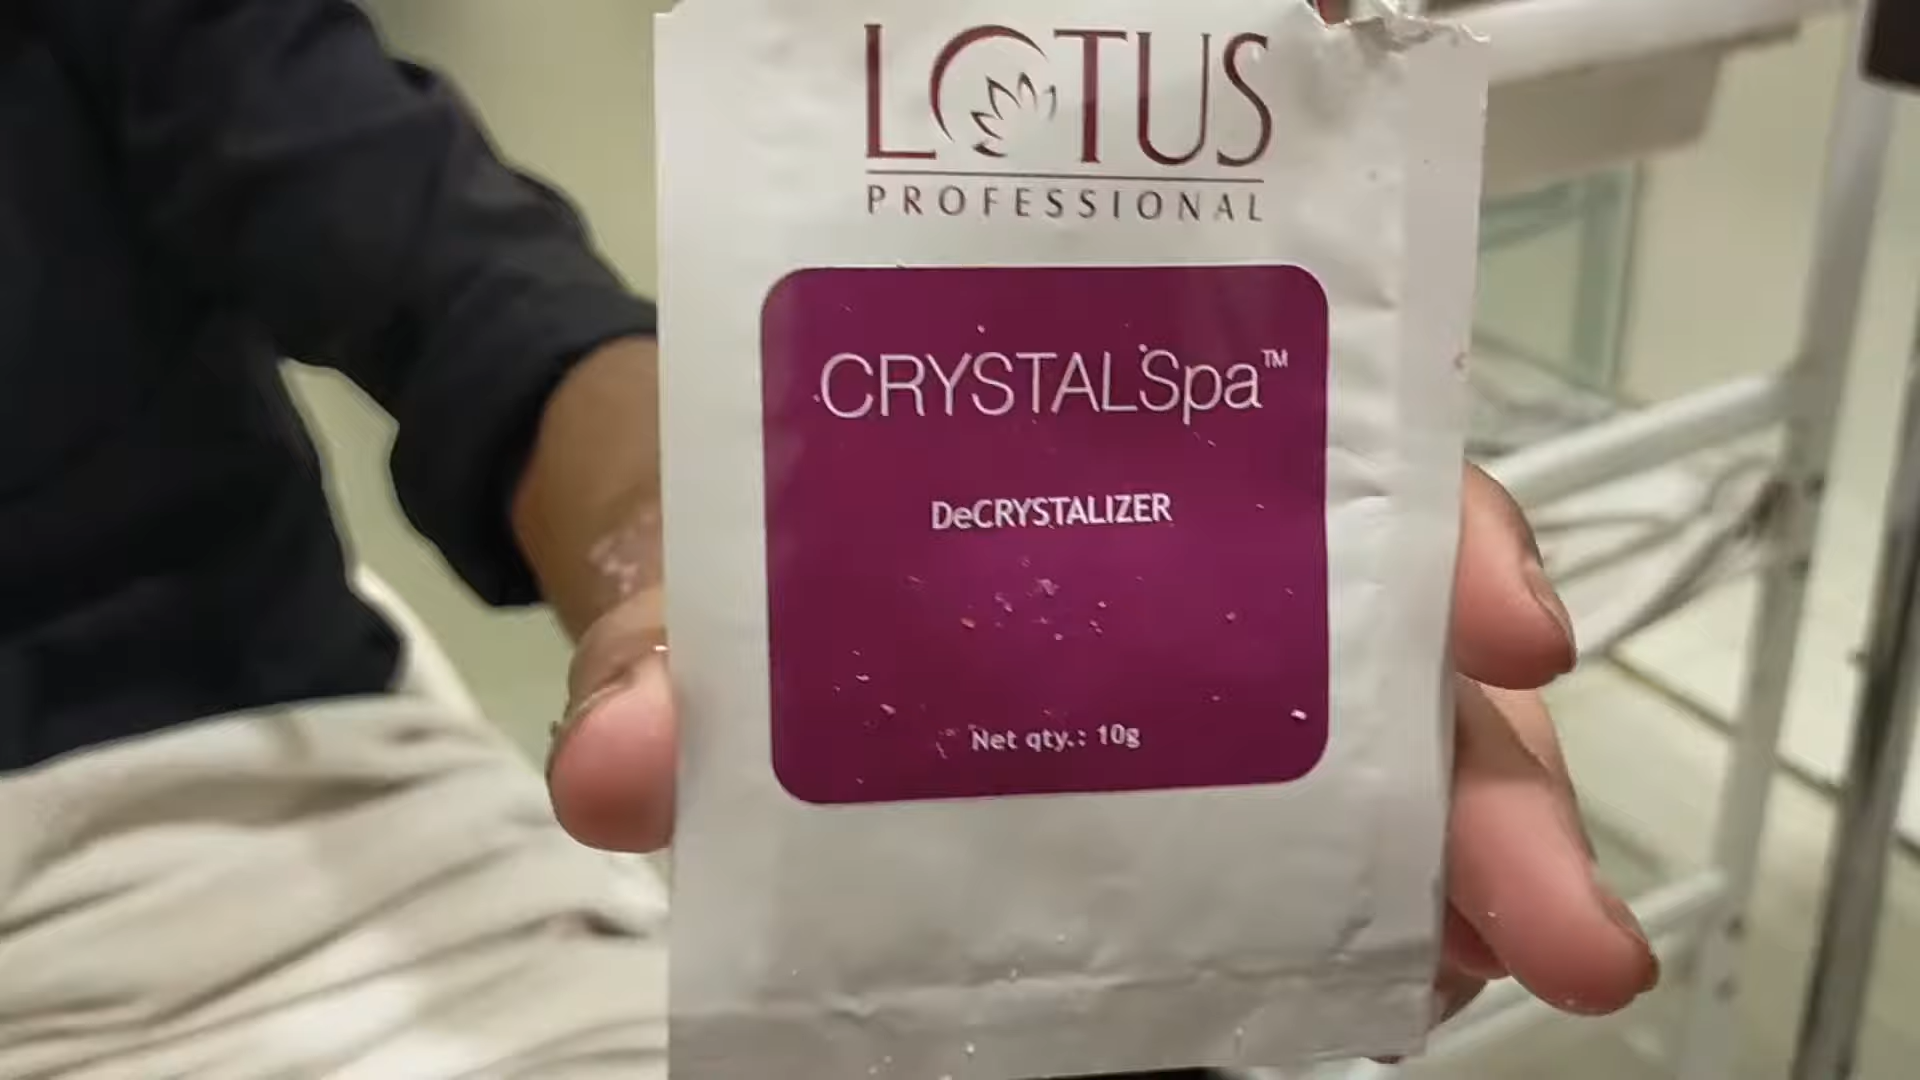 LOTUS
PROFESSIONAL
CRYSTALSpa™
DeCRYSTALIZER
Net qty.: 10g